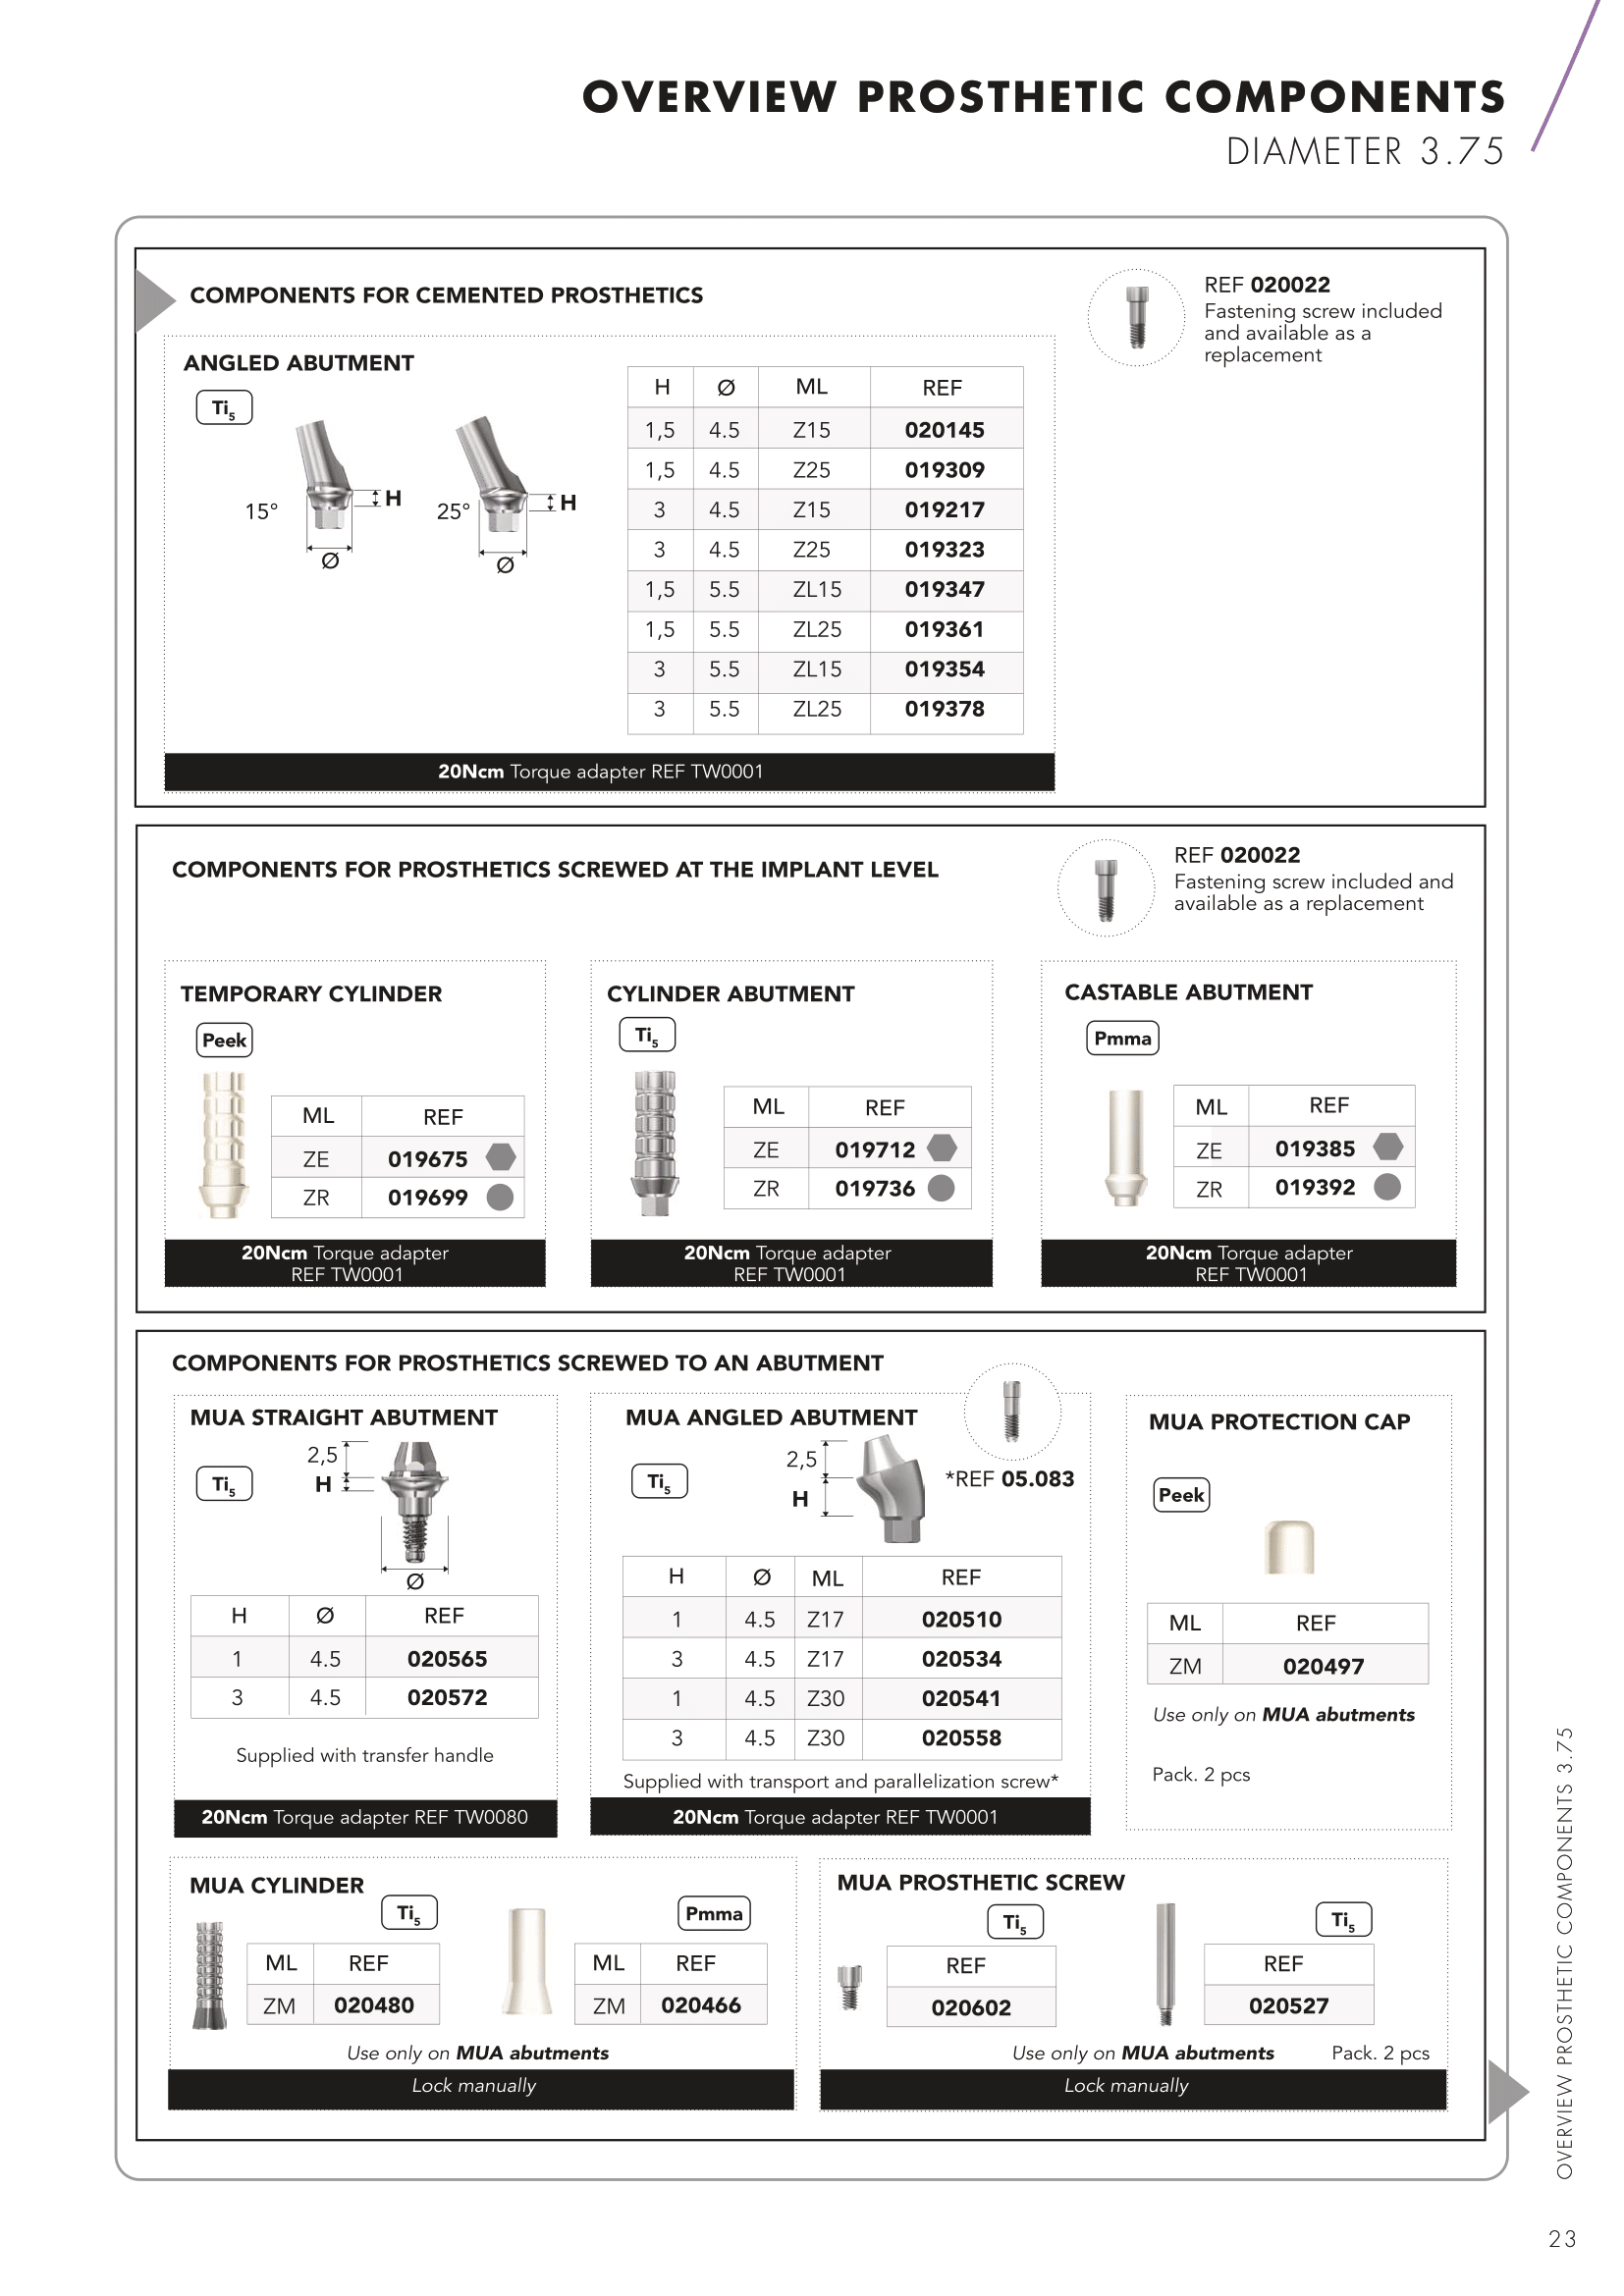 OVERVIEW PROSTHETIC COMPONENTS
DIAMETER 3.75
COMPONENTS FOR CEMENTED PROSTHETICS
REF 020022
Fastening screw included
and available as a
replacement
ANGLED ABUTMENT
Ti5
15°
H
Ø
25°
H
Ø
H Ø ML REF
1,5 4.5 Z15 020145
1,5 4.5 Z25 019309
3 4.5 Z15 019217
3 4.5 Z25 019323
1,5 5.5 ZL15 019347
1,5 5.5 ZL25 019361
3 5.5 ZL15 019354
3 5.5 ZL25 019378
20Ncm Torque adapter REF TW0001
COMPONENTS FOR PROSTHETICS SCREWED AT THE IMPLANT LEVEL
REF 020022
Fastening screw included and
available as a replacement
TEMPORARY CYLINDER
Peek
ML REF
ZE 019675
ZR 019699
20Ncm Torque adapter
REF TW0001
CYLINDER ABUTMENT
Ti5
ML REF
ZE 019712
ZR 019736
20Ncm Torque adapter
REF TW0001
CASTABLE ABUTMENT
Pmma
ML REF
ZE 019385
ZR 019392
20Ncm Torque adapter
REF TW0001
COMPONENTS FOR PROSTHETICS SCREWED TO AN ABUTMENT
MUA STRAIGHT ABUTMENT
Ti5
2,5
H
Ø
H Ø REF
1 4.5 020565
3 4.5 020572
Supplied with transfer handle
20Ncm Torque adapter REF TW0080
MUA ANGLED ABUTMENT
Ti5
2,5
H
*REF 05.083
H Ø ML REF
1 4.5 Z17 020510
3 4.5 Z17 020534
1 4.5 Z30 020541
3 4.5 Z30 020558
Supplied with transport and parallelization screw*
20Ncm Torque adapter REF TW0001
MUA PROTECTION CAP
Peek
ML REF
ZM 020497
Use only on MUA abutments
Pack. 2 pcs
MUA CYLINDER
Ti5
ML REF
ZM 020480
Pmma
ML REF
ZM 020466
Use only on MUA abutments
Lock manually
MUA PROSTHETIC SCREW
Ti5
REF
020602
Ti5
REF
020527
Use only on MUA abutments Pack. 2 pcs
Lock manually
OVERVIEW PROSTHETIC COMPONENTS 3.75
23